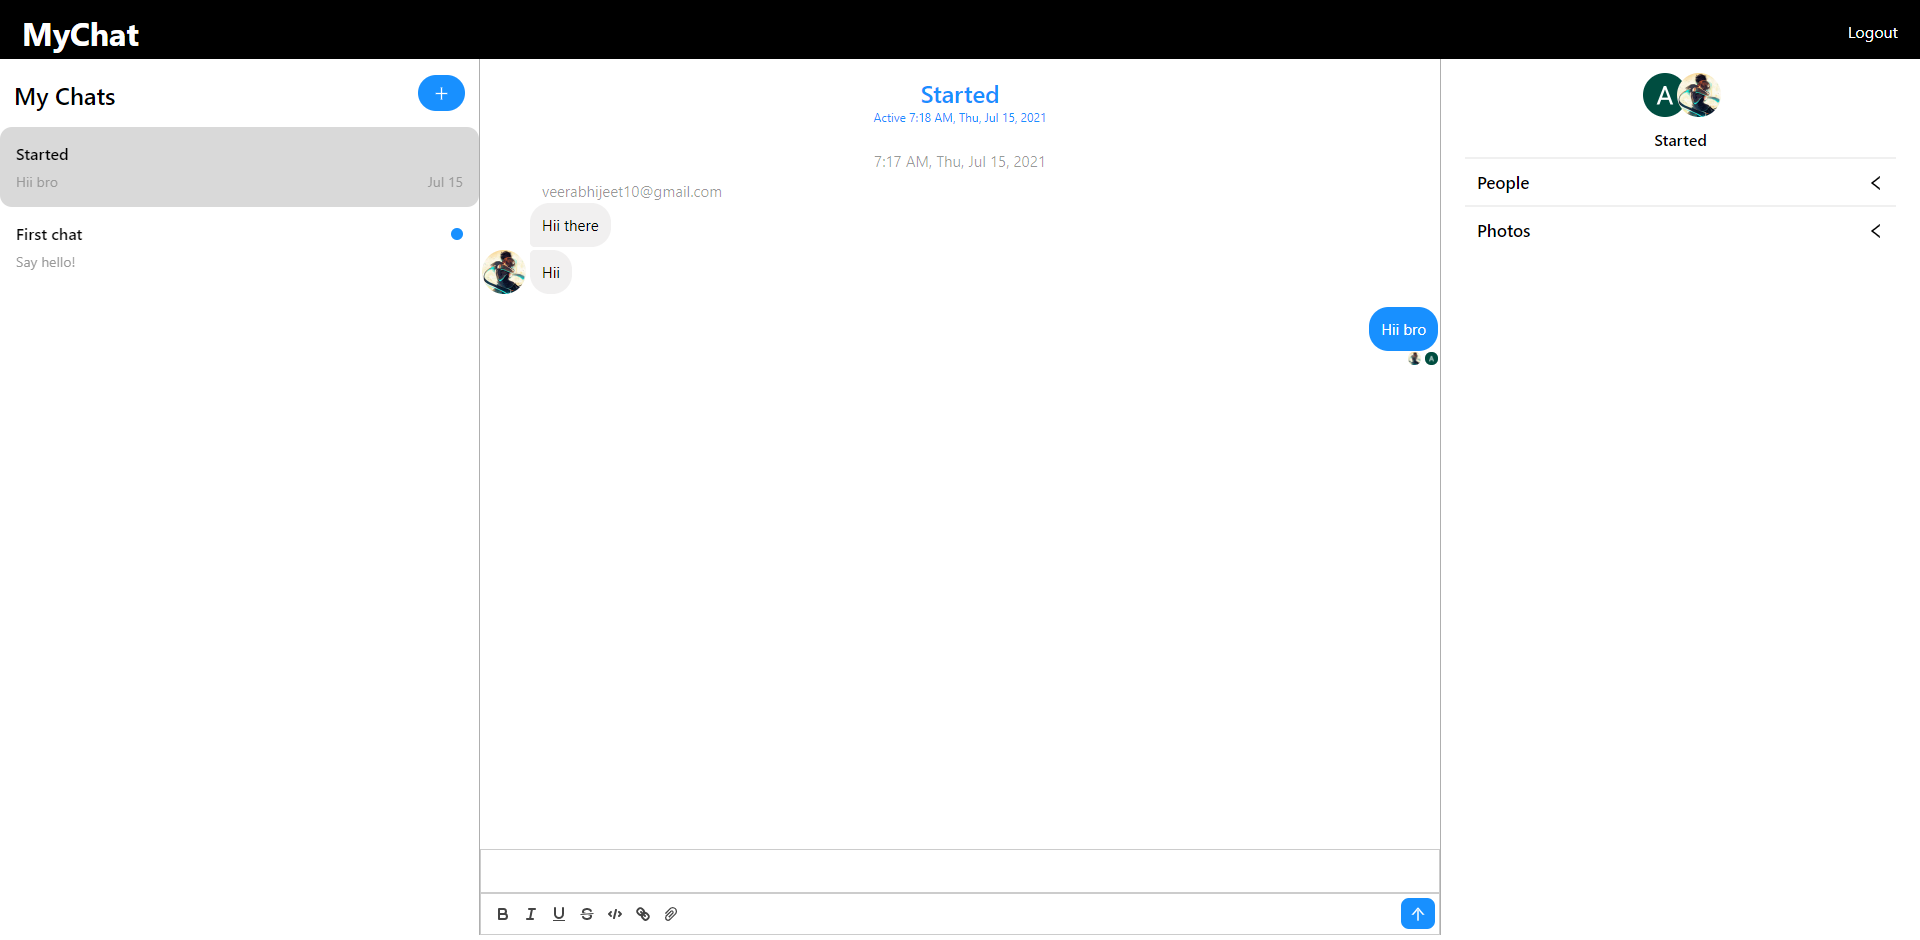 MyChat
Logout
My Chats
Started
Hii bro
Jul 15
First chat
Say hello!
Started
Active 7:18 AM, Thu, Jul 15, 2021
7:17 AM, Thu, Jul 15, 2021
veerabhijeet10@gmail.com
Hii there
Hii
Hii bro
A
B I U S </>
A
Started
People
Photos